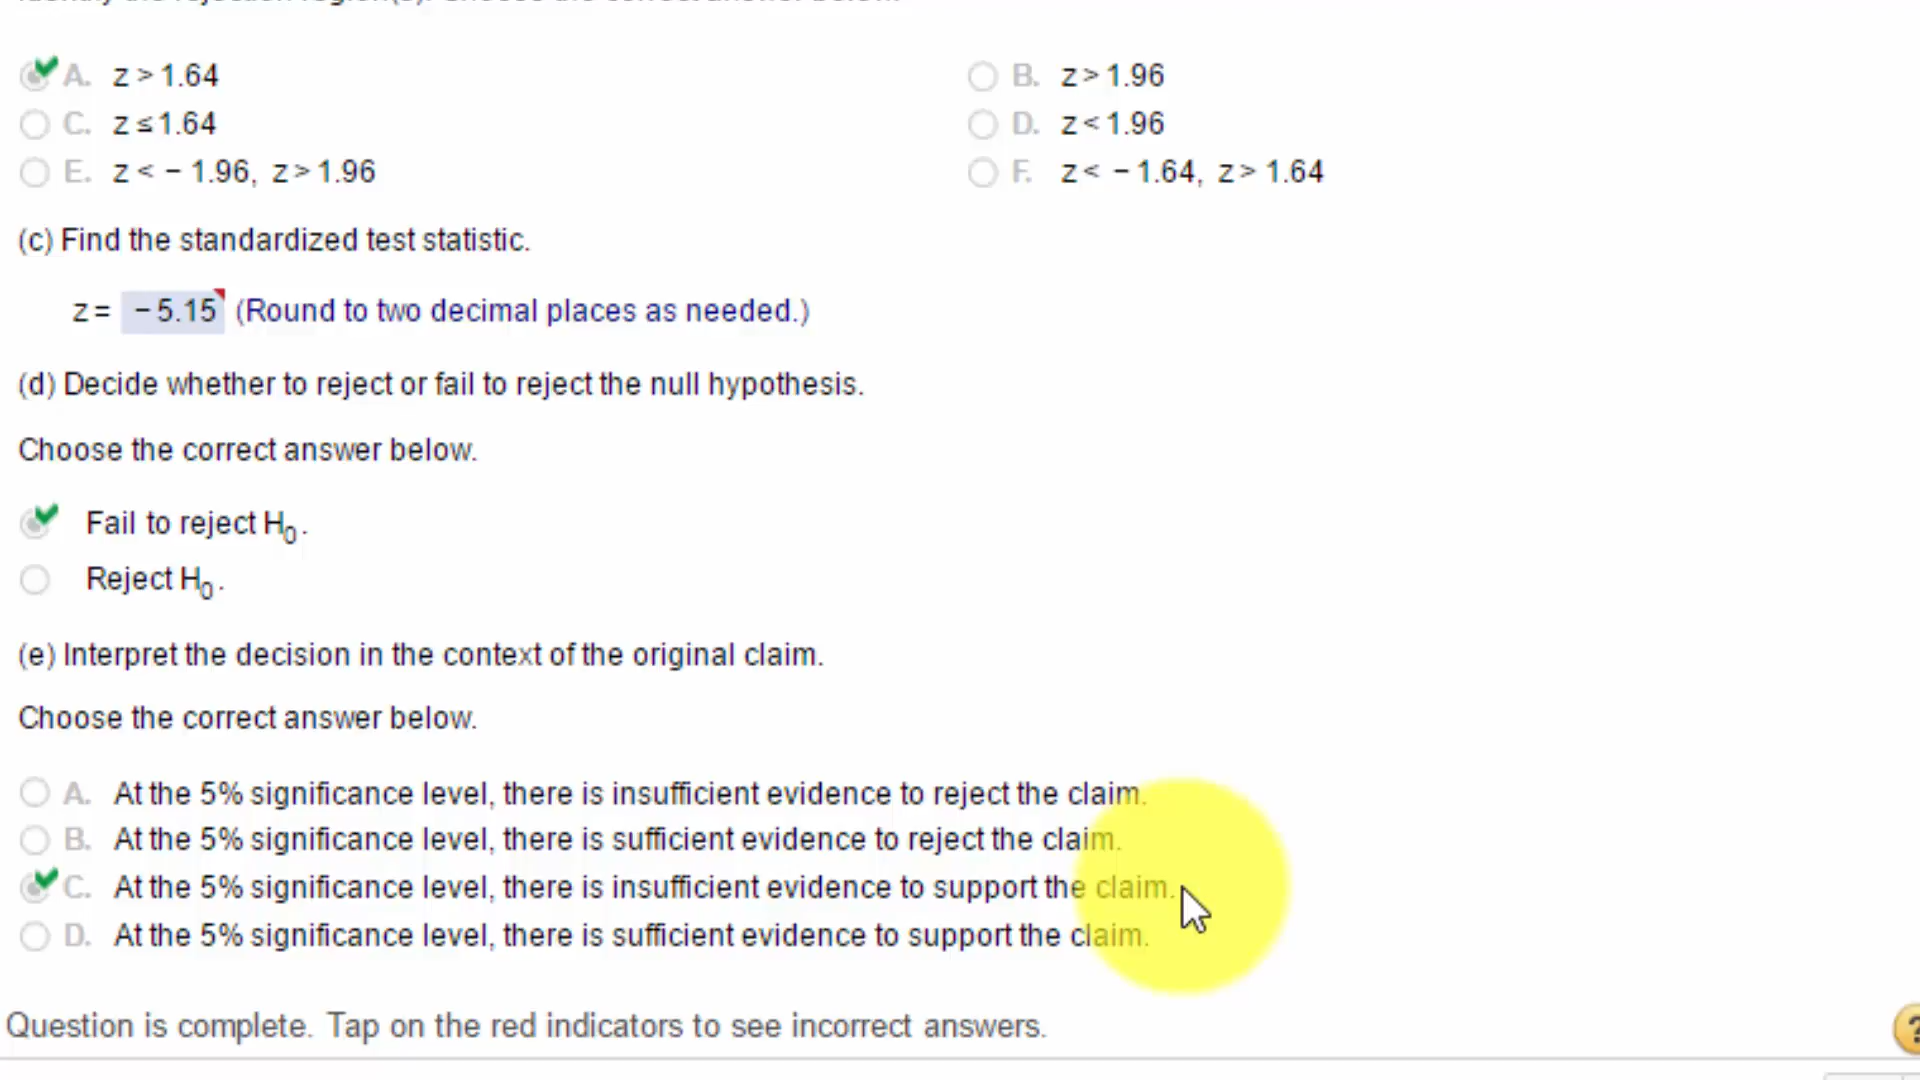 A. z > 1.64
B. z > 1.96
C. z ≤ 1.64
D. z < 1.96
E. z < − 1.96, z > 1.96
F. z < − 1.64, z > 1.64
(c) Find the standardized test statistic.
z = − 5.15 (Round to two decimal places as needed.)
(d) Decide whether to reject or fail to reject the null hypothesis.
Choose the correct answer below.
Fail to reject H0.
Reject H0.
(e) Interpret the decision in the context of the original claim.
Choose the correct answer below.
A. At the 5% significance level, there is insufficient evidence to reject the claim.
B. At the 5% significance level, there is sufficient evidence to reject the claim.
C. At the 5% significance level, there is insufficient evidence to support the claim.
D. At the 5% significance level, there is sufficient evidence to support the claim.
Question is complete. Tap on the red indicators to see incorrect answers.
?